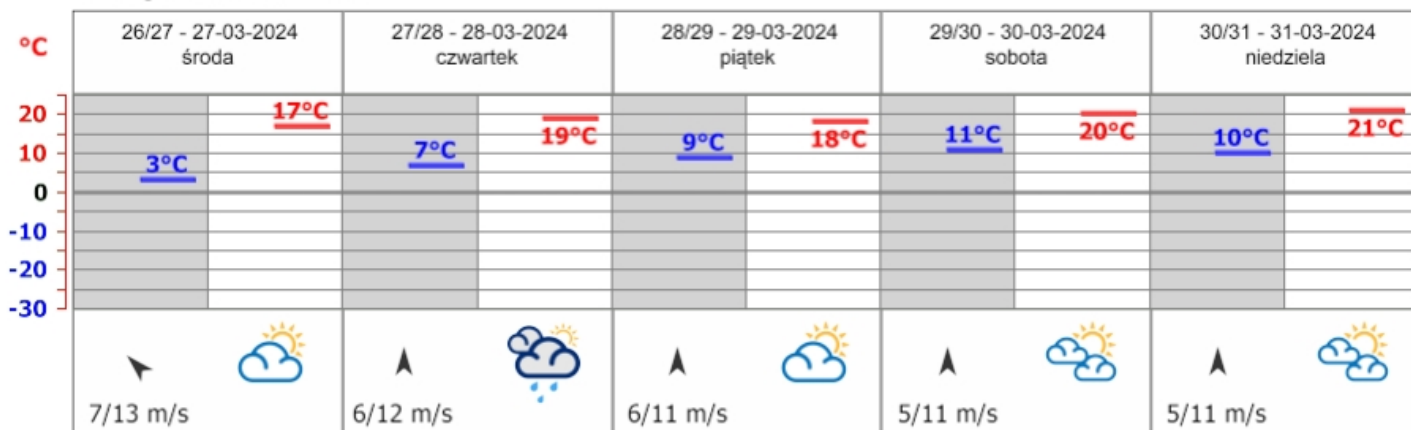 °C
26/27 - 27-03-2024
środa
27/28 - 28-03-2024
czwartek
28/29 - 29-03-2024
piątek
29/30 - 30-03-2024
sobota
30/31 - 31-03-2024
niedziela
20
10
0
-10
-20
-30
3°C
17°C
7°C
19°C
9°C
18°C
11°C
20°C
10°C
21°C
7/13 m/s
6/12 m/s
6/11 m/s
5/11 m/s
5/11 m/s